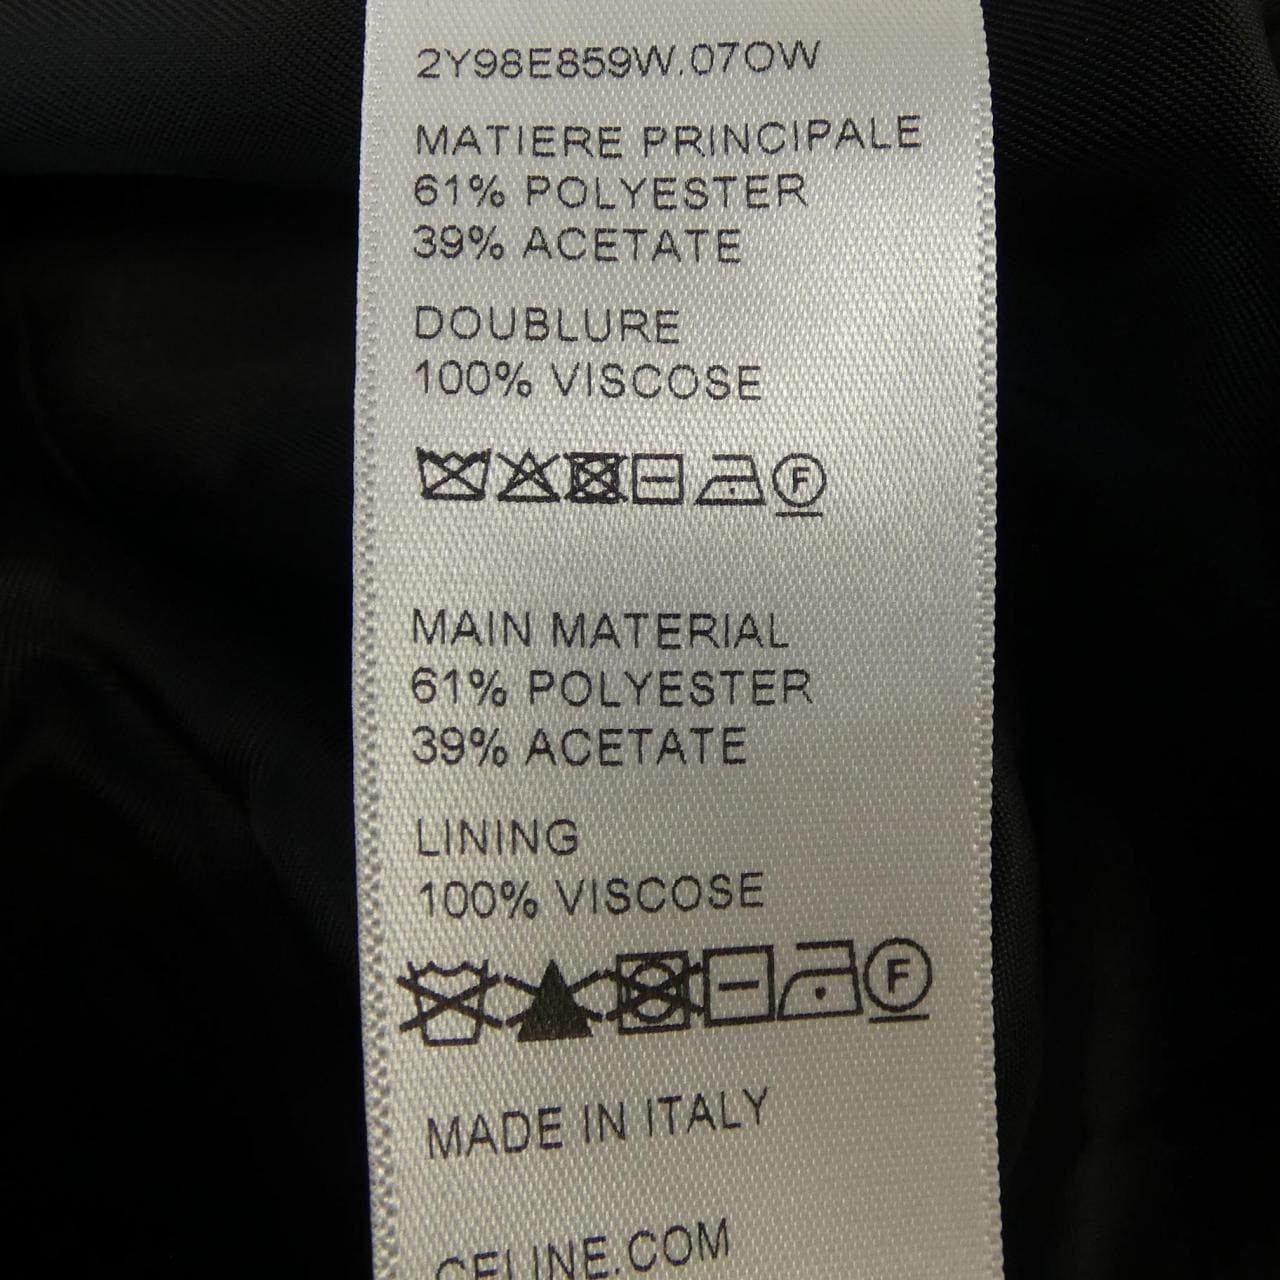 2Y98E859W.07OW
MATIERE PRINCIPALE
61% POLYESTER
39% ACETATE
DOUBLURE
100% VISCOSE
F
MAIN MATERIAL
61% POLYESTER
39% ACETATE
LINING
100% VISCOSE
F
MADE IN ITALY
CELINE.COM